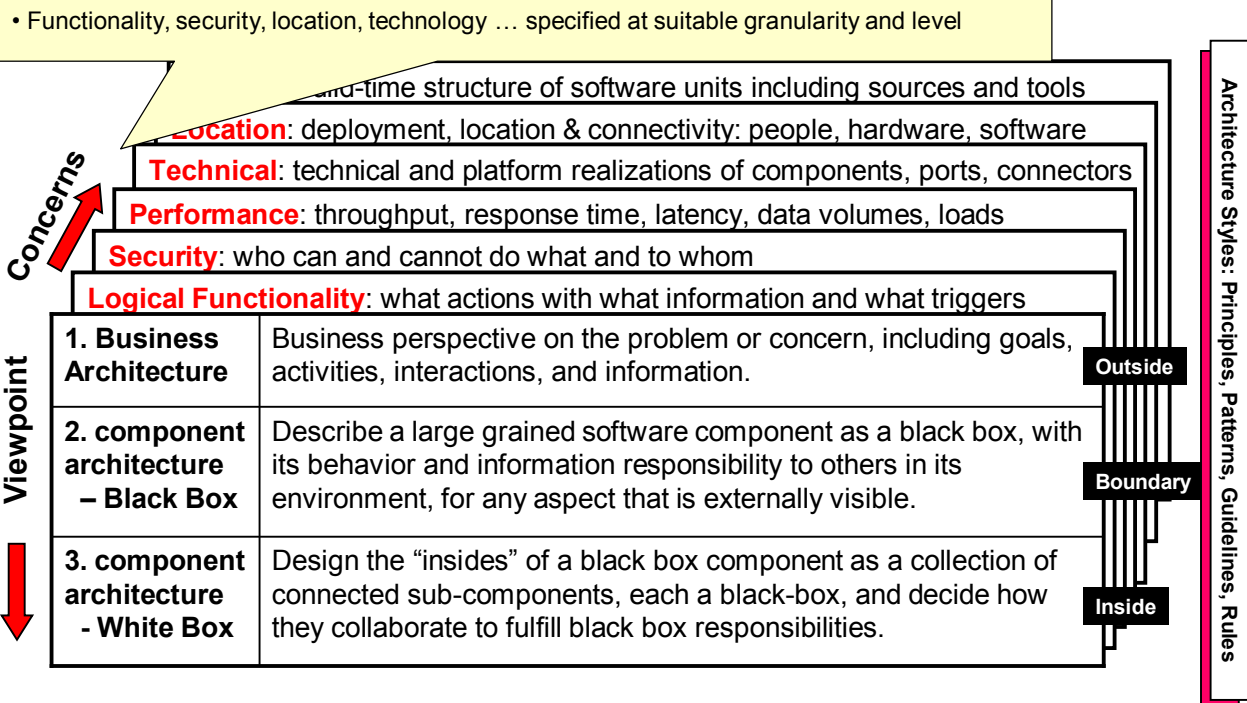 • Functionality, security, location, technology … specified at suitable granularity and level
structure of software units including sources and tools
Location: deployment, location & connectivity: people, hardware, software
Technical: technical and platform realizations of components, ports, connectors
Performance: throughput, response time, latency, data volumes, loads
Security: who can and cannot do what and to whom
Logical Functionality: what actions with what information and what triggers
Concerns
Viewpoint
1. Business
Architecture
Business perspective on the problem or concern, including goals,
activities, interactions, and information.
Outside
2. component
architecture
– Black Box
Describe a large grained software component as a black box, with
its behavior and information responsibility to others in its
environment, for any aspect that is externally visible.
Boundary
3. component
architecture
- White Box
Design the “insides” of a black box component as a collection of
connected sub-components, each a black-box, and decide how
they collaborate to fulfill black box responsibilities.
Inside
Architecture Styles: Principles, Patterns, Guidelines, Rules